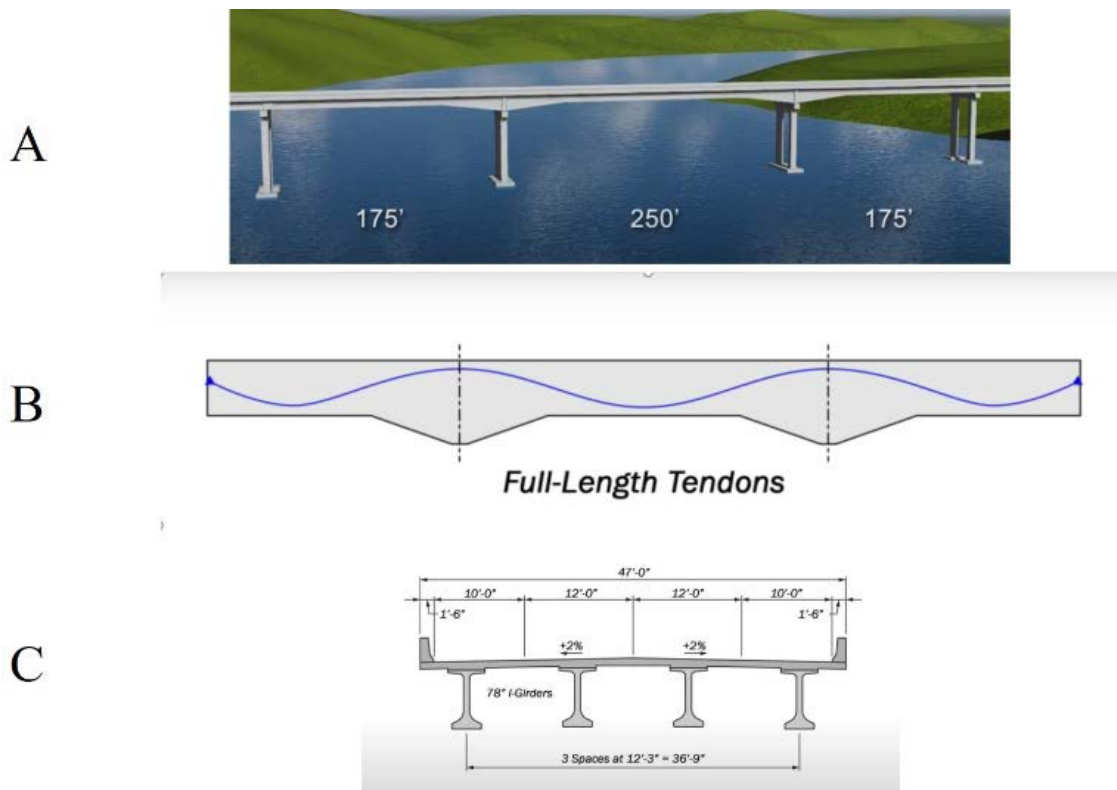 A
175' 250' 175'
B
Full-Length Tendons
C
47'-0"
10'-0" 12'-0" 12'-0" 10'-0"
1'-6" 1'-6"
+2% +2%
78" I-Girders
3 Spaces at 12'-3" = 36'-9"